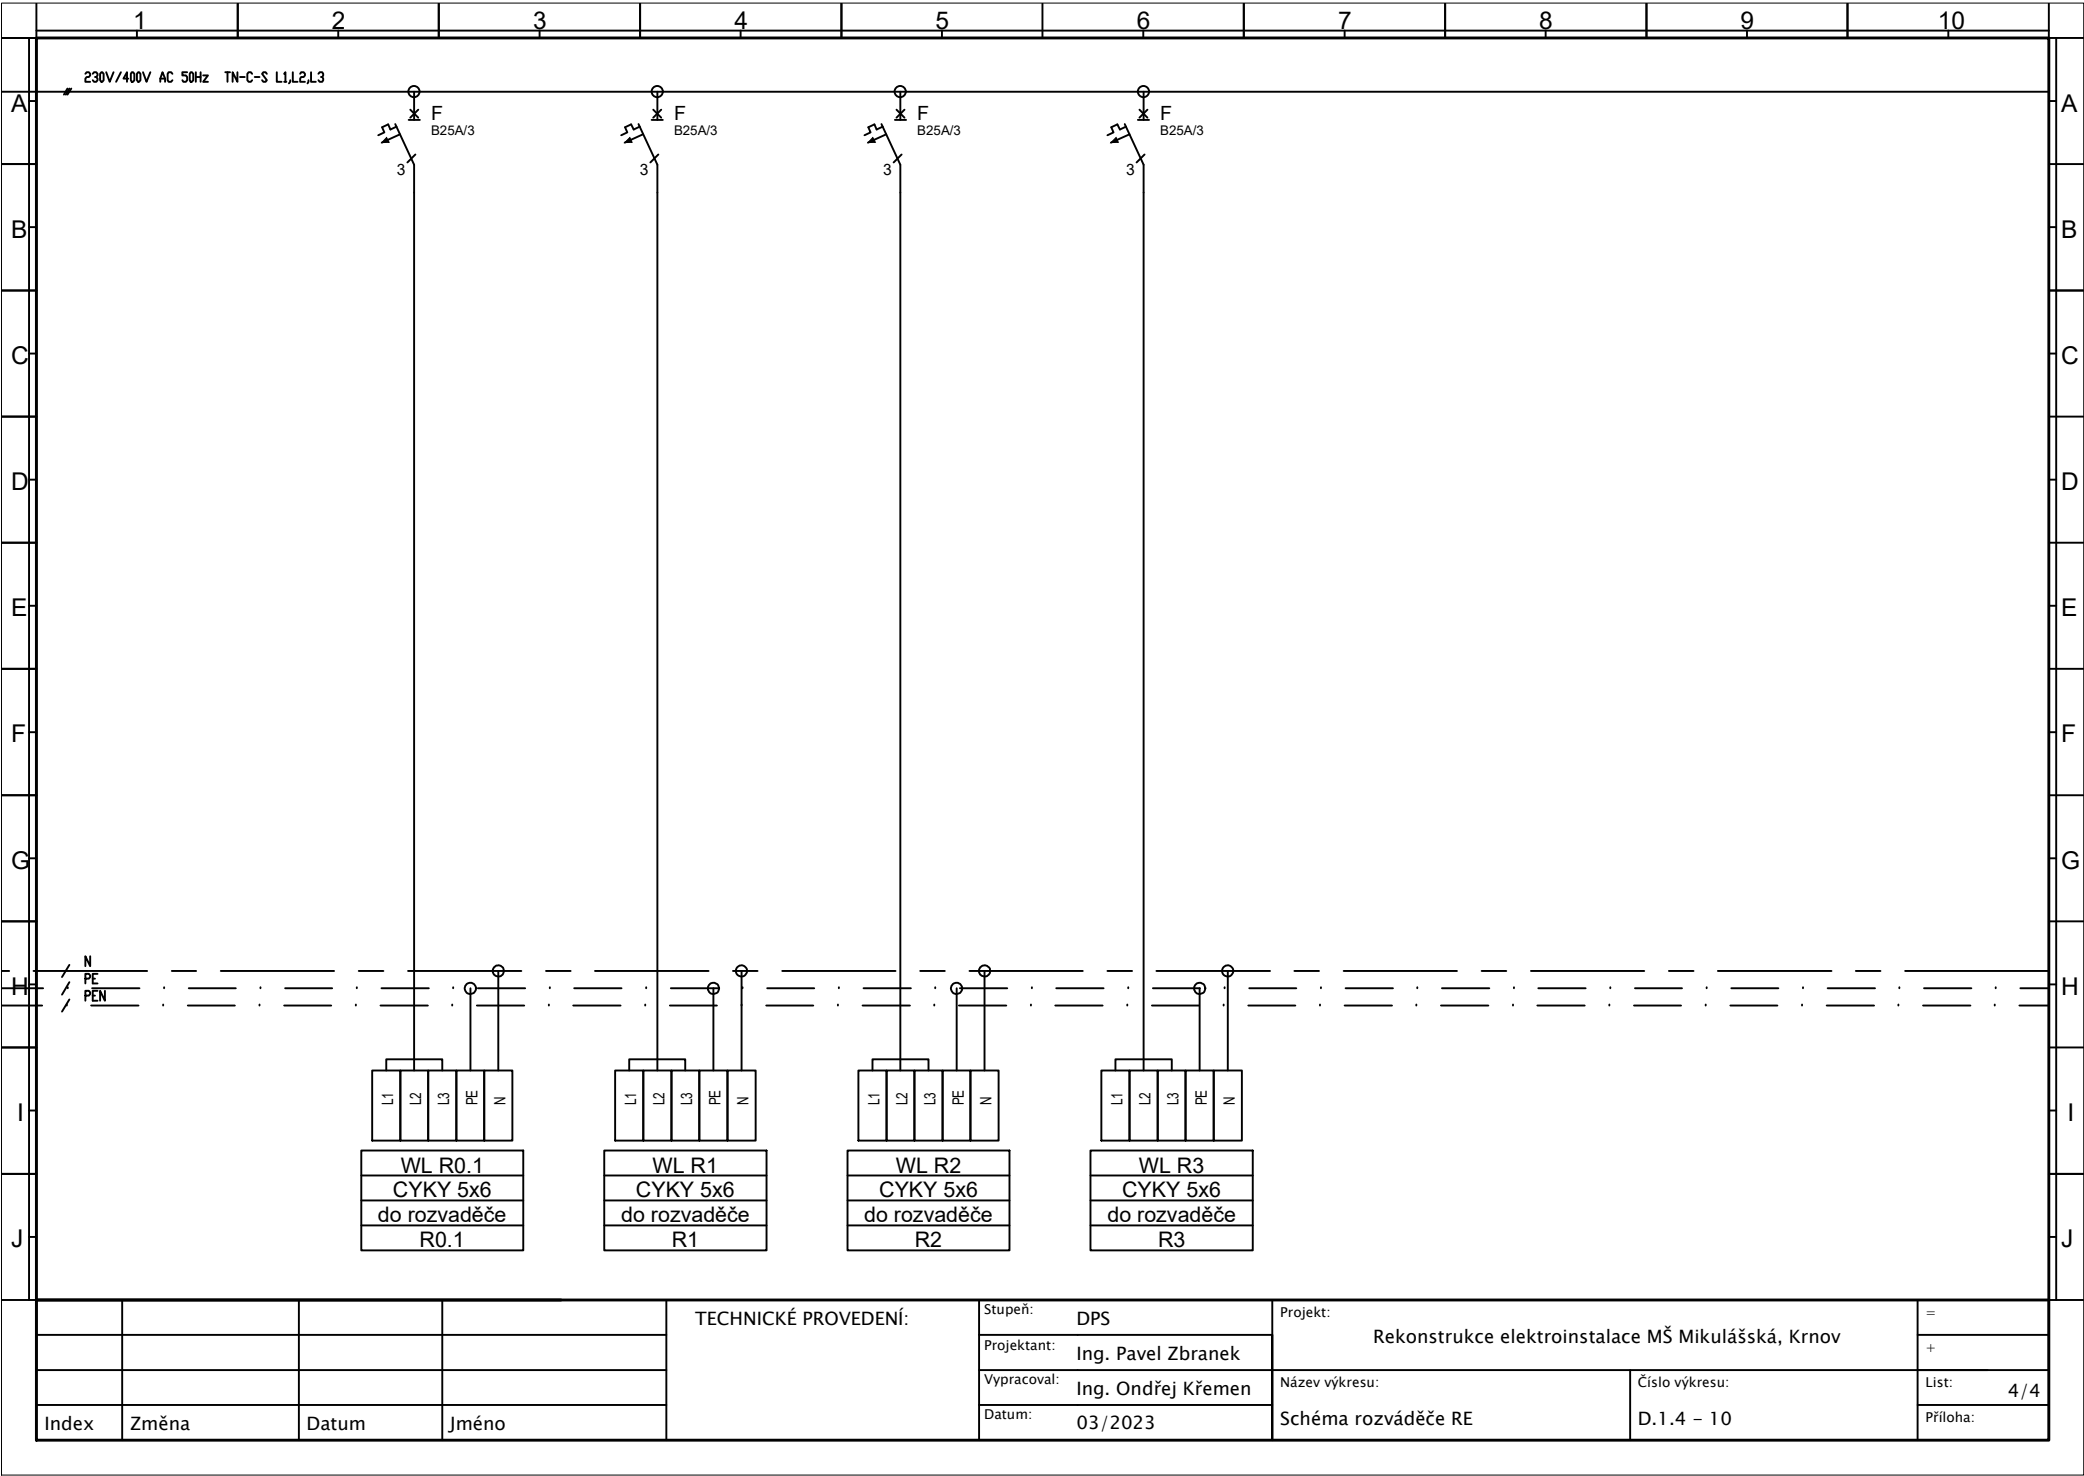 1 2 3 4 5 6 7 8 9 10
230V/400V AC 50Hz TN-C-S L1,L2,L3
A A
F F F F
B25A/3 B25A/3 B25A/3 B25A/3
3 3 3 3
B B
C C
D D
E E
F F
G G
N
PE
H H
PEN
L1 L2 L3 PE N L1 L2 L3 PE N L1 L2 L3 PE N L1 L2 L3 PE N
I I
WL R0.1 WL R1 WL R2 WL R3
CYKY 5x6 CYKY 5x6 CYKY 5x6 CYKY 5x6
do rozvaděče do rozvaděče do rozvaděče do rozvaděče
R0.1 R1 R2 R3
J J
TECHNICKÉ PROVEDENÍ:
Stupeň: DPS
Projektant: Ing. Pavel Zbranek
Vypracoval: Ing. Ondřej Křemen
Datum: 03/2023
Projekt:
Rekonstrukce elektroinstalace MŠ Mikulášská, Krnov
Název výkresu:
Schéma rozváděče RE
Číslo výkresu:
D.1.4 – 10
=
+
List: 4/4
Příloha:
Index Změna Datum Jméno